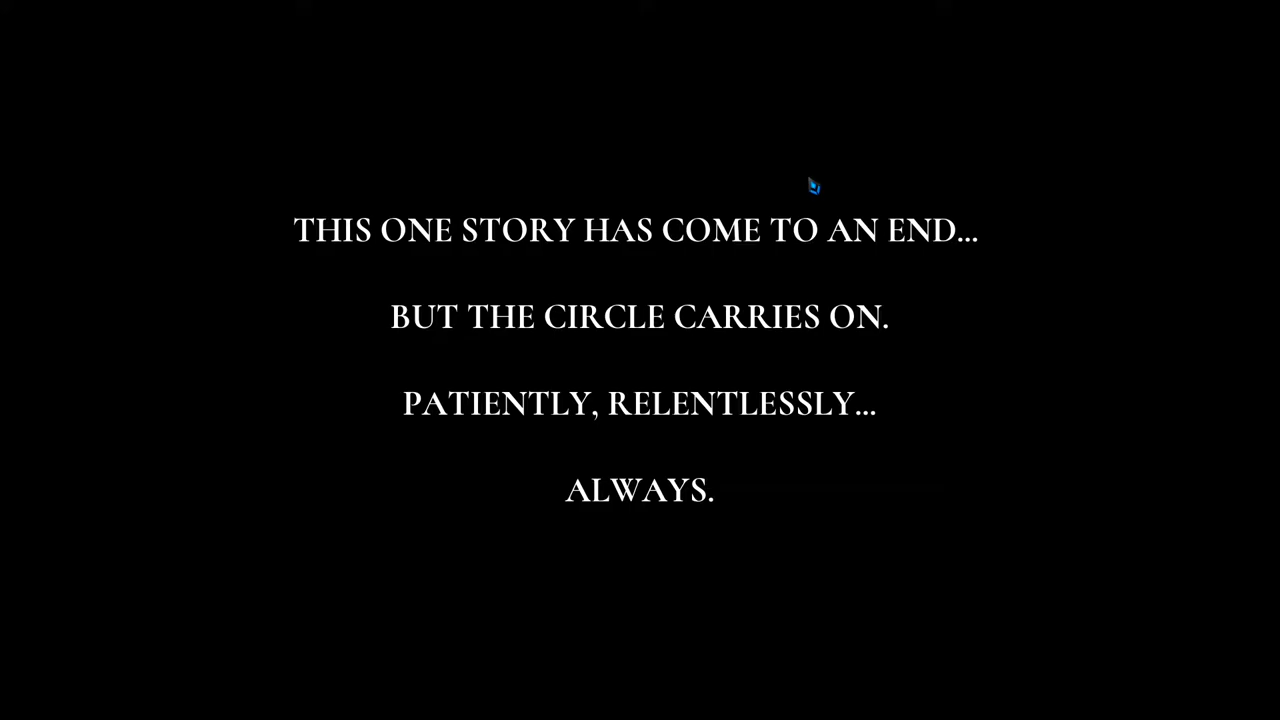 THIS ONE STORY HAS COME TO AN END...
BUT THE CIRCLE CARRIES ON.
PATIENTLY, RELENTLESSLY...
ALWAYS.